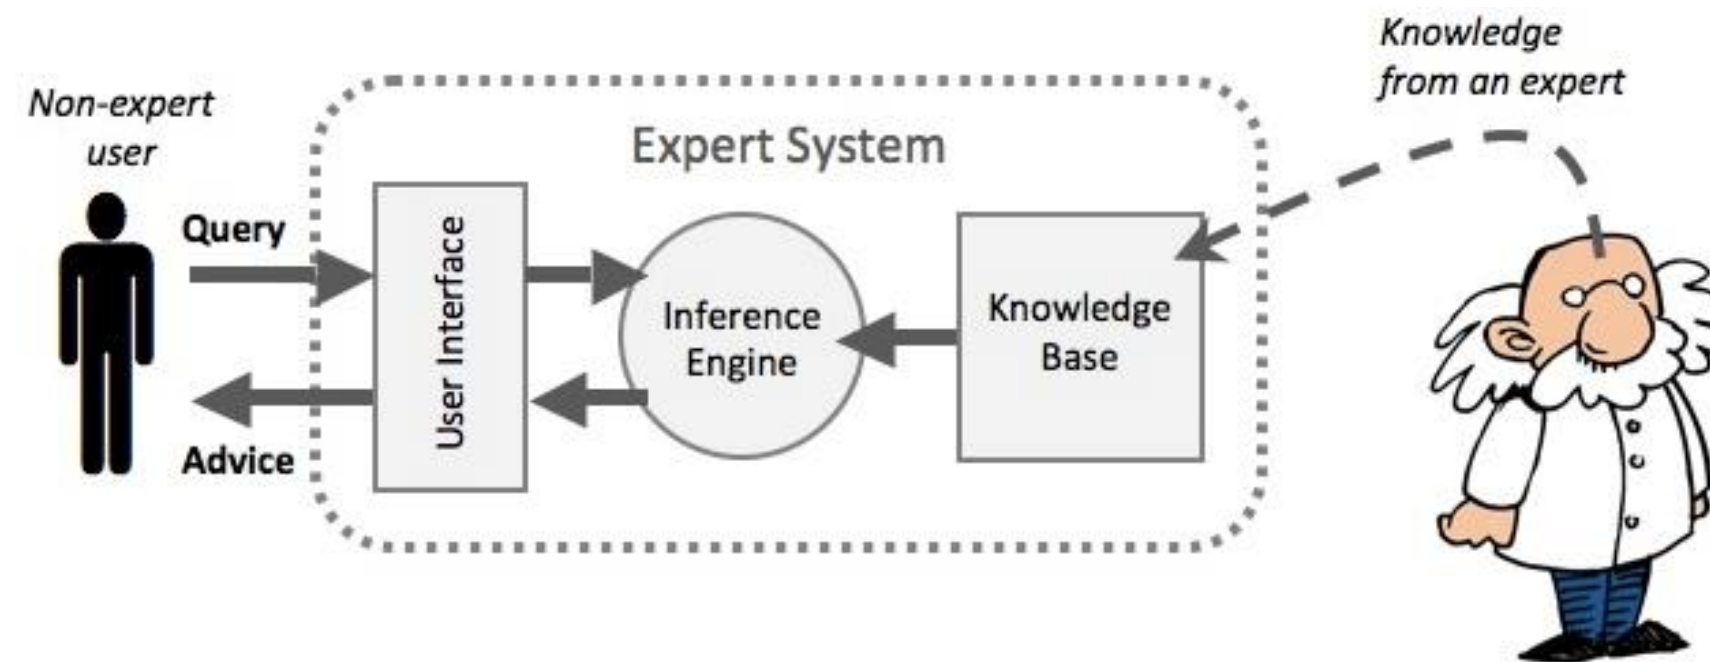 Non-expert
user
Query
Advice
Expert System
User Interface
Inference
Engine
Knowledge
Base
Knowledge
from an expert